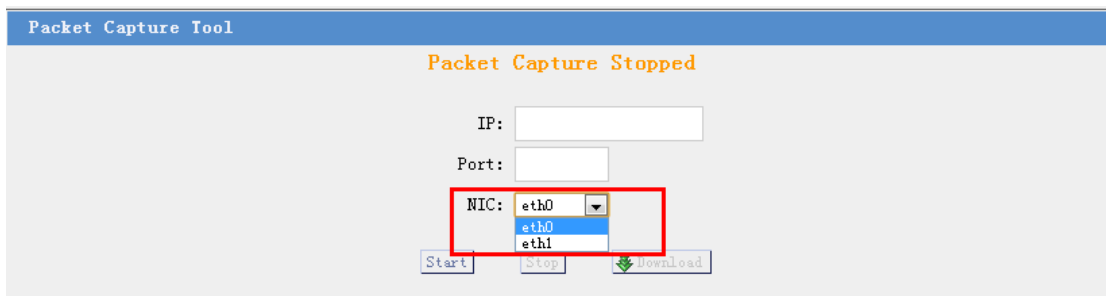 Packet Capture Tool
Packet Capture Stopped
IP:
Port:
NIC: eth0
eth0
eth1
Start Stop Download